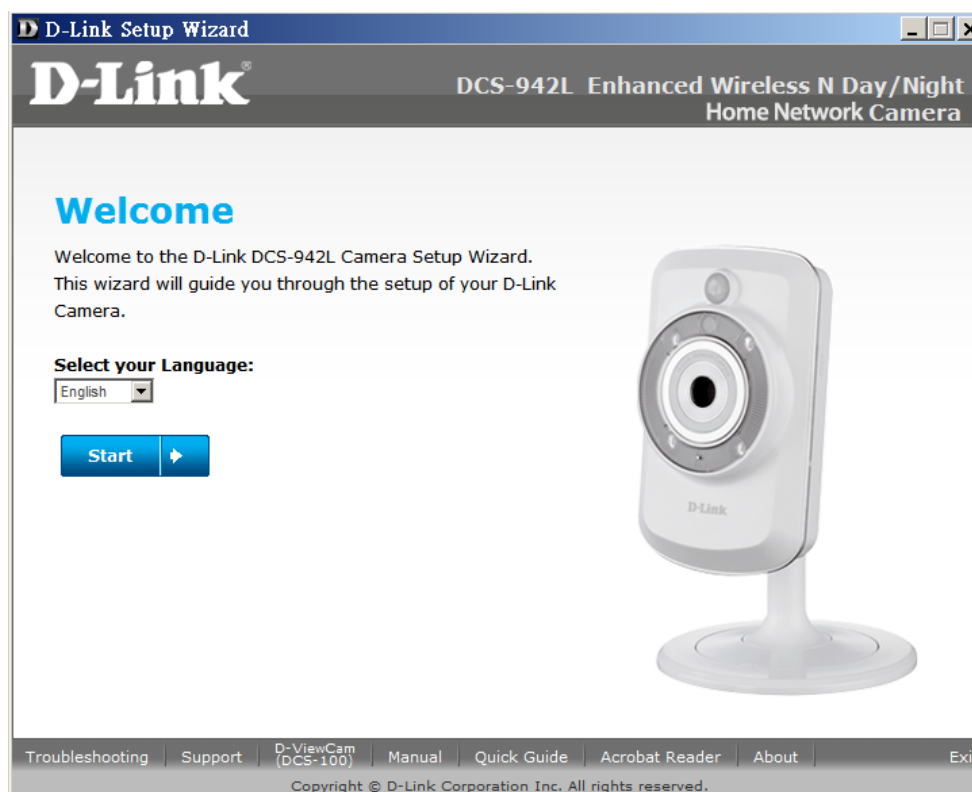 D-Link Setup Wizard
D-Link®
DCS-942L Enhanced Wireless N Day/Night
Home Network Camera
Welcome
Welcome to the D-Link DCS-942L Camera Setup Wizard.
This wizard will guide you through the setup of your D-Link
Camera.
Select your Language:
English
Start
D-Link
Troubleshooting Support D-ViewCam (DCS-100) Manual Quick Guide Acrobat Reader About Exi
Copyright © D-Link Corporation Inc. All rights reserved.